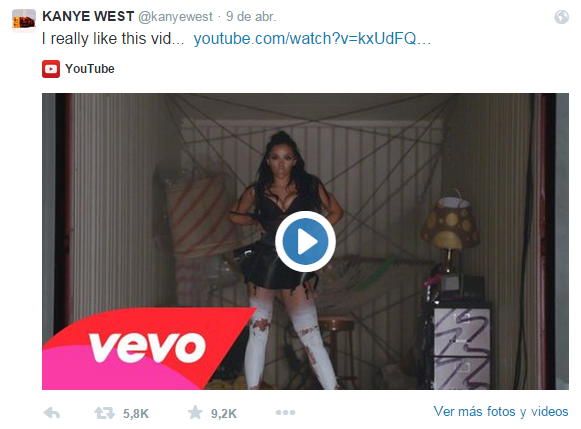 KANYE WEST @kanyewest · 9 de abr.
I really like this vid... youtube.com/watch?v=kxUdFQ...
YouTube
vevo
5,8K 9,2K Ver más fotos y videos